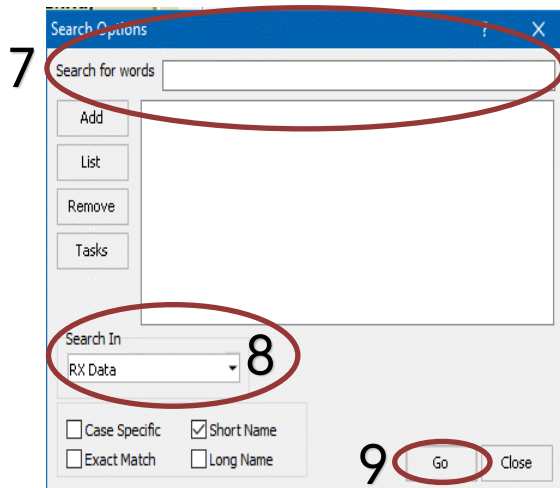 Search Options ? X
7 Search for words
Add
List
Remove
Tasks
Search In
RX Data 8
Case Specific Short Name
Exact Match Long Name
9 Go Close